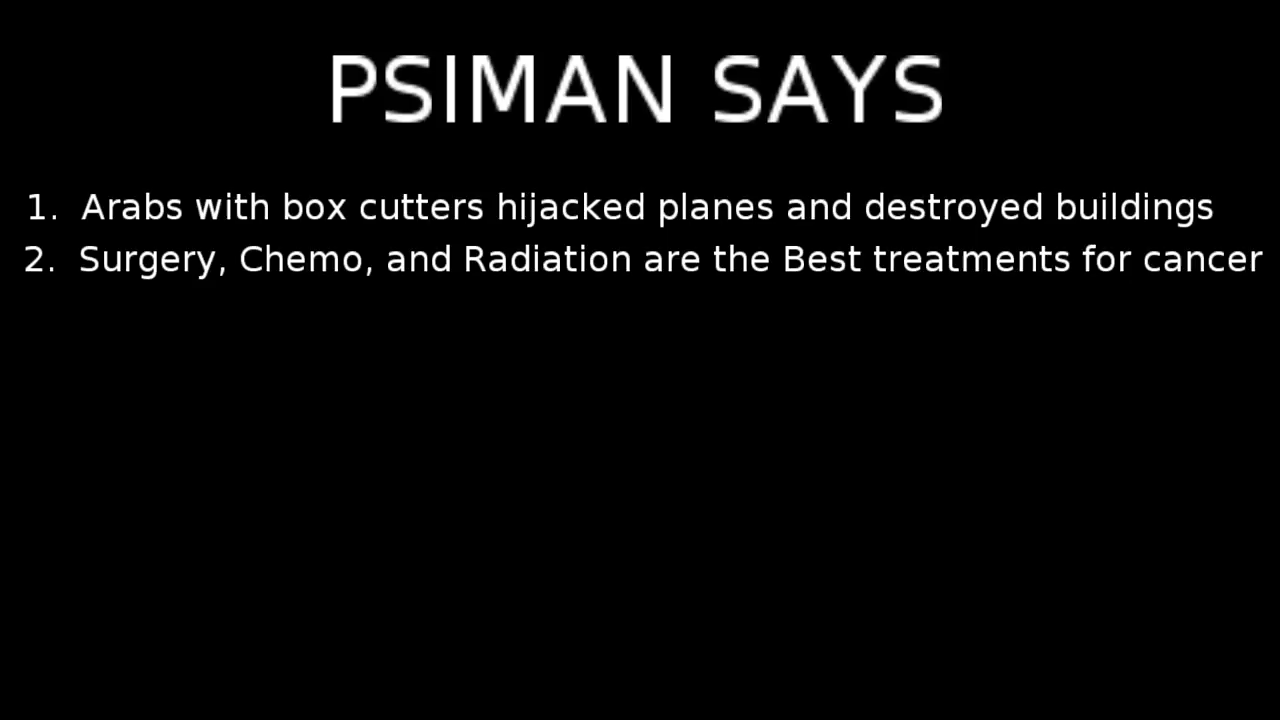 PSIMAN SAYS
1. Arabs with box cutters hijacked planes and destroyed buildings
2. Surgery, Chemo, and Radiation are the Best treatments for cancer